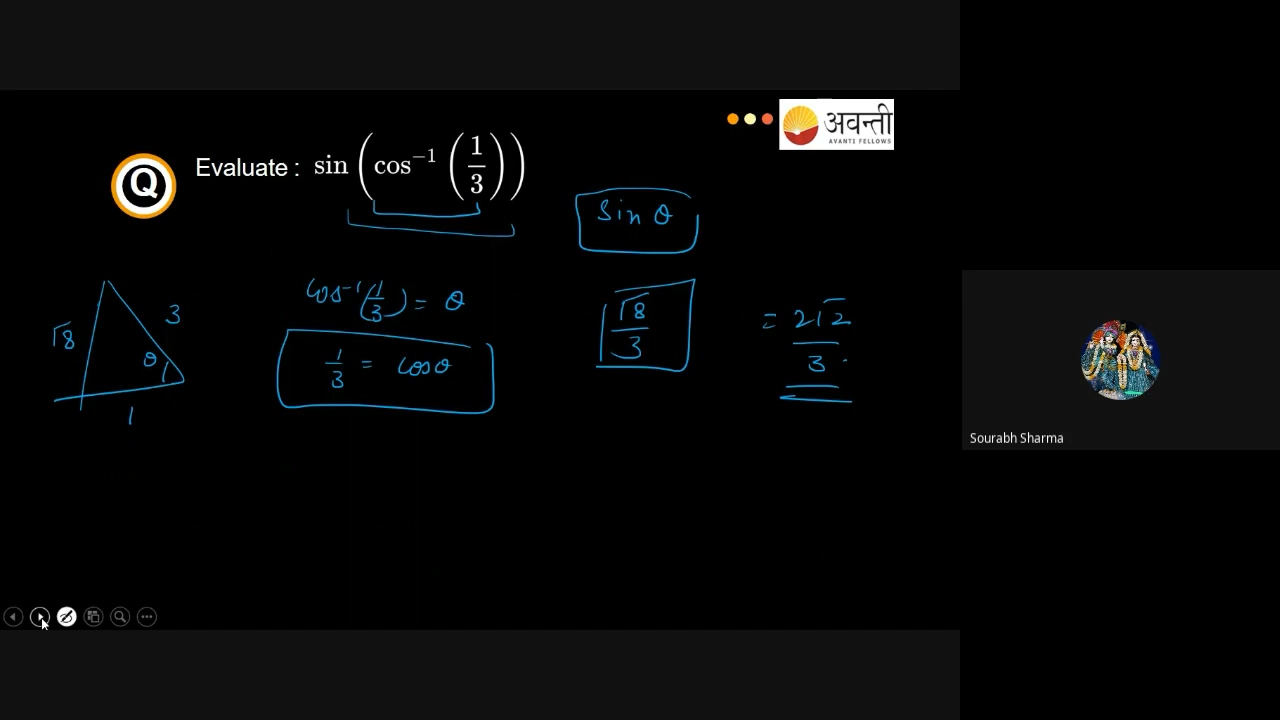 अवन्ती
AVANTI FELLOWS
Q
Evaluate : sin(cos⁻¹(1/3))
sin θ
cos⁻¹(1/3) = θ
1/3 = cosθ
√8
3
θ
1
√8/3
= 2√2/3
Sourabh Sharma